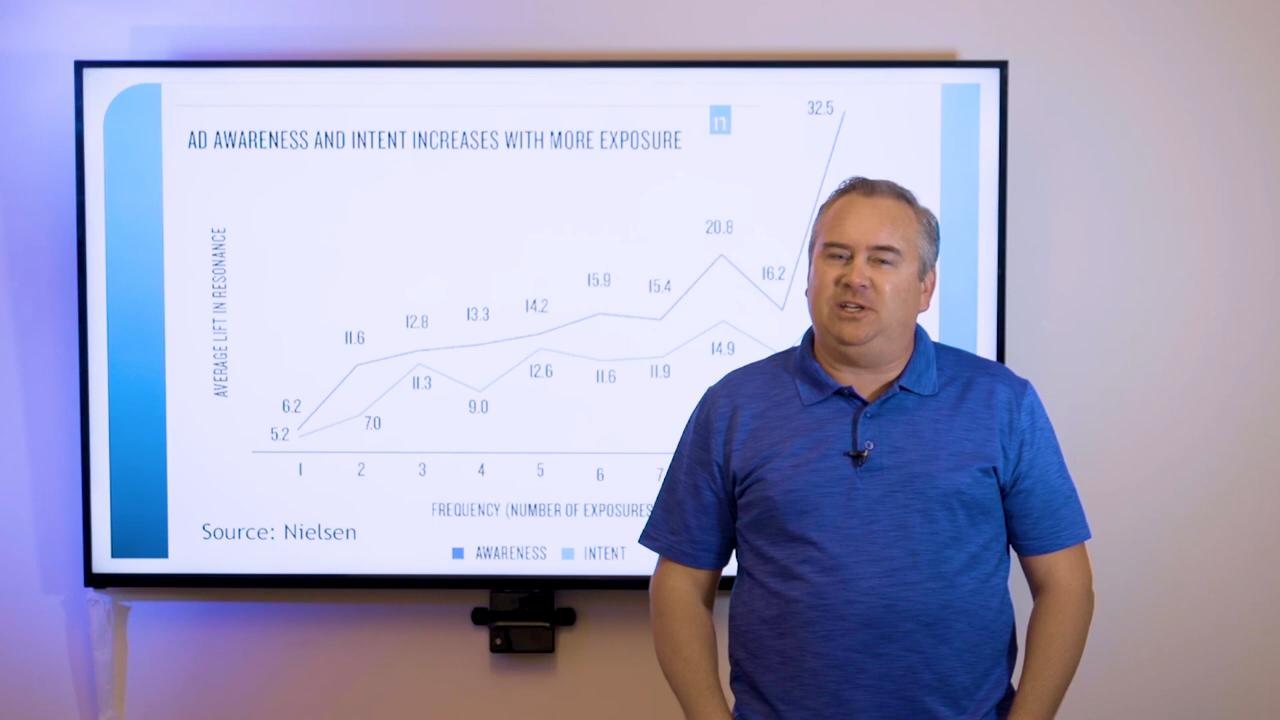 n
AD AWARENESS AND INTENT INCREASES WITH MORE EXPOSURE
AVERAGE LIFT IN RESONANCE
32.5
20.8
16.2
15.9
15.4
14.2
13.3
12.8
11.6
6.2
5.2
7.0
11.3
9.0
12.6
11.6
11.9
14.9
1 2 3 4 5 6 7
FREQUENCY (NUMBER OF EXPOSURES
Source: Nielsen
AWARENESS INTENT